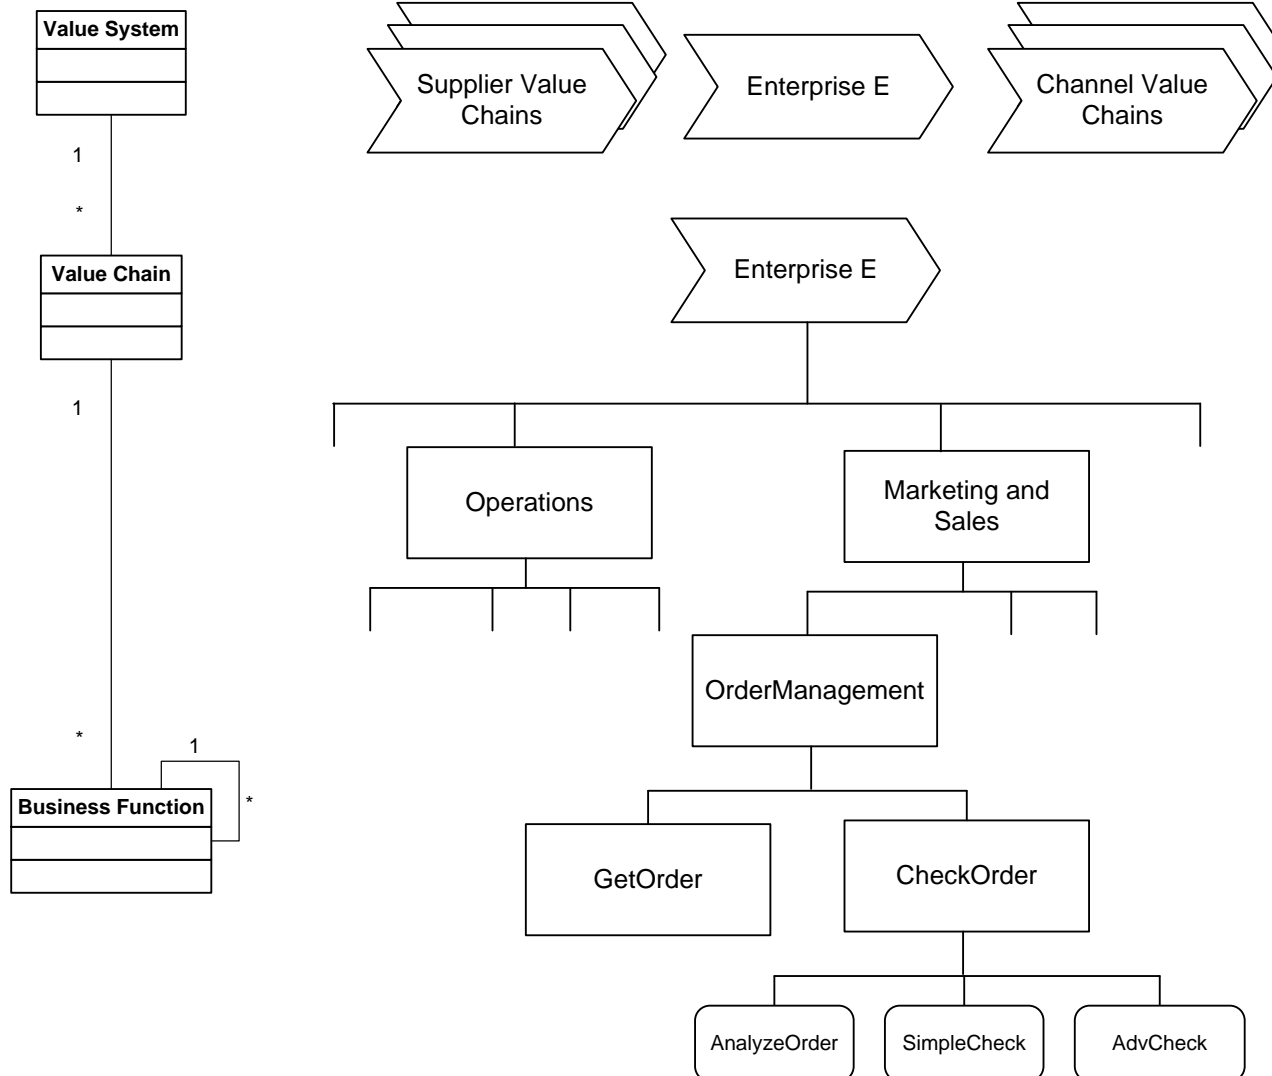 Value System
Supplier Value
Chains
Enterprise E
Channel Value
Chains
1
*
Value Chain
Enterprise E
1
Operations
Marketing and
Sales
OrderManagement
*
1
Business Function
*
GetOrder
CheckOrder
AnalyzeOrder
SimpleCheck
AdvCheck